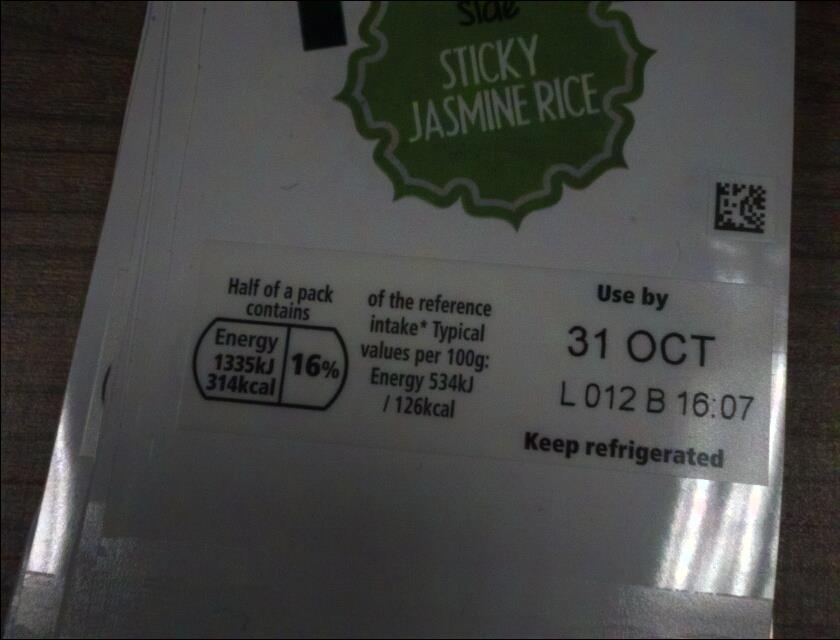 Side
STICKY
JASMINE RICE
Half of a pack
contains
Energy
1335kJ
314kcal
16%
of the reference
intake* Typical
values per 100g:
Energy 534kJ
/ 126kcal
Use by
31 OCT
L 012 B 16:07
Keep refrigerated